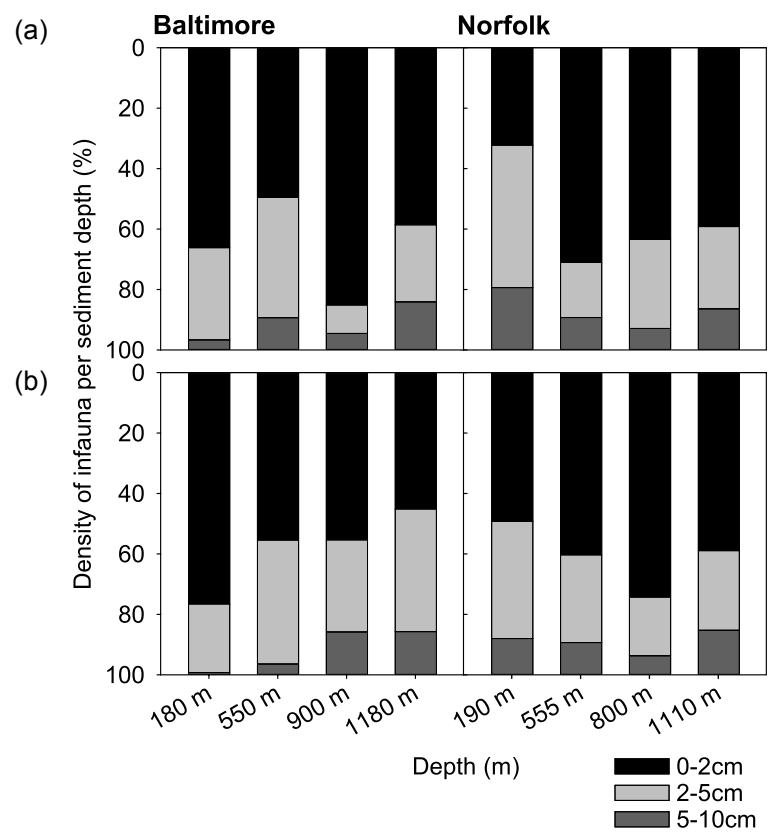 (a)
Baltimore
Norfolk
0
20
40
60
80
100
(b)
0
20
40
60
80
100
Density of infauna per sediment depth (%)
180 m
550 m
900 m
1180 m
190 m
555 m
800 m
1110 m
Depth (m)
0-2cm
2-5cm
5-10cm